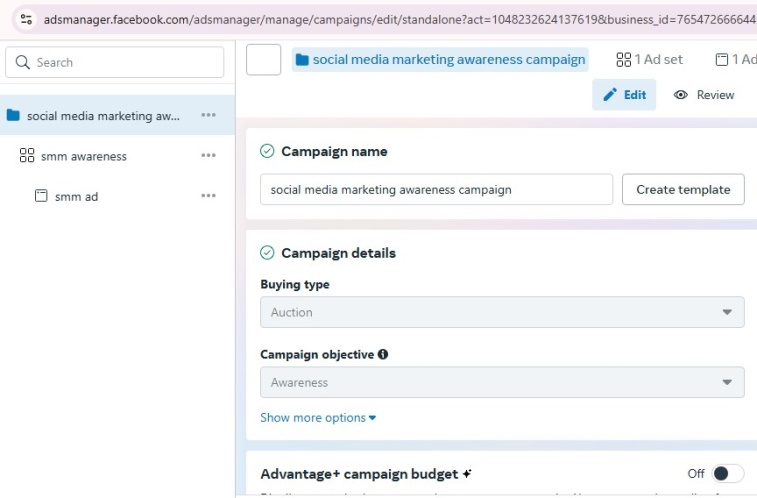 adsmanager.facebook.com/adsmanager/manage/campaigns/edit/standalone?act=1048232624137619&business_id=765472666644
Search
social media marketing awareness campaign
1 Ad set
1 Ad
Edit
Review
social media marketing aw...
smm awareness
smm ad
Campaign name
social media marketing awareness campaign
Create template
Campaign details
Buying type
Auction
Campaign objective
Awareness
Show more options
Advantage+ campaign budget
Off